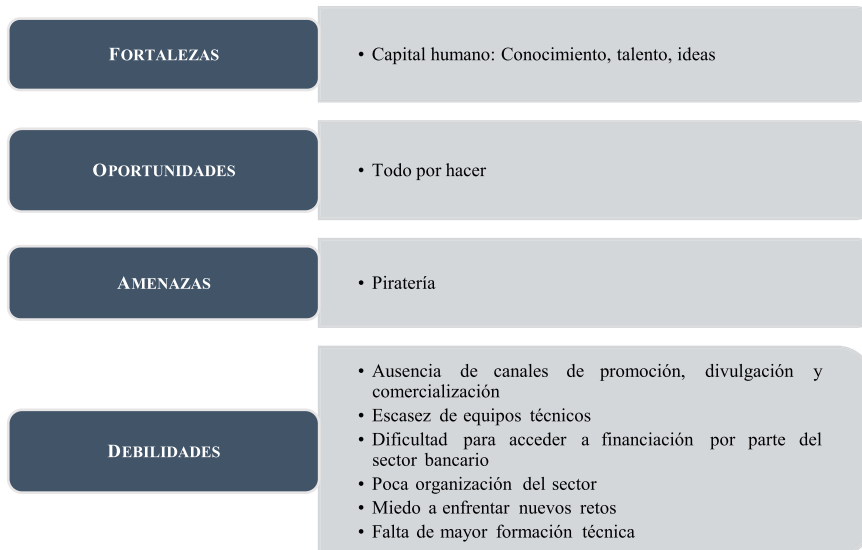 FORTALEZAS
• Capital humano: Conocimiento, talento, ideas
OPORTUNIDADES
• Todo por hacer
AMENAZAS
• Piratería
DEBILIDADES
• Ausencia de canales de promoción, divulgación y
comercialización
• Escasez de equipos técnicos
• Dificultad para acceder a financiación por parte del
sector bancario
• Poca organización del sector
• Miedo a enfrentar nuevos retos
• Falta de mayor formación técnica